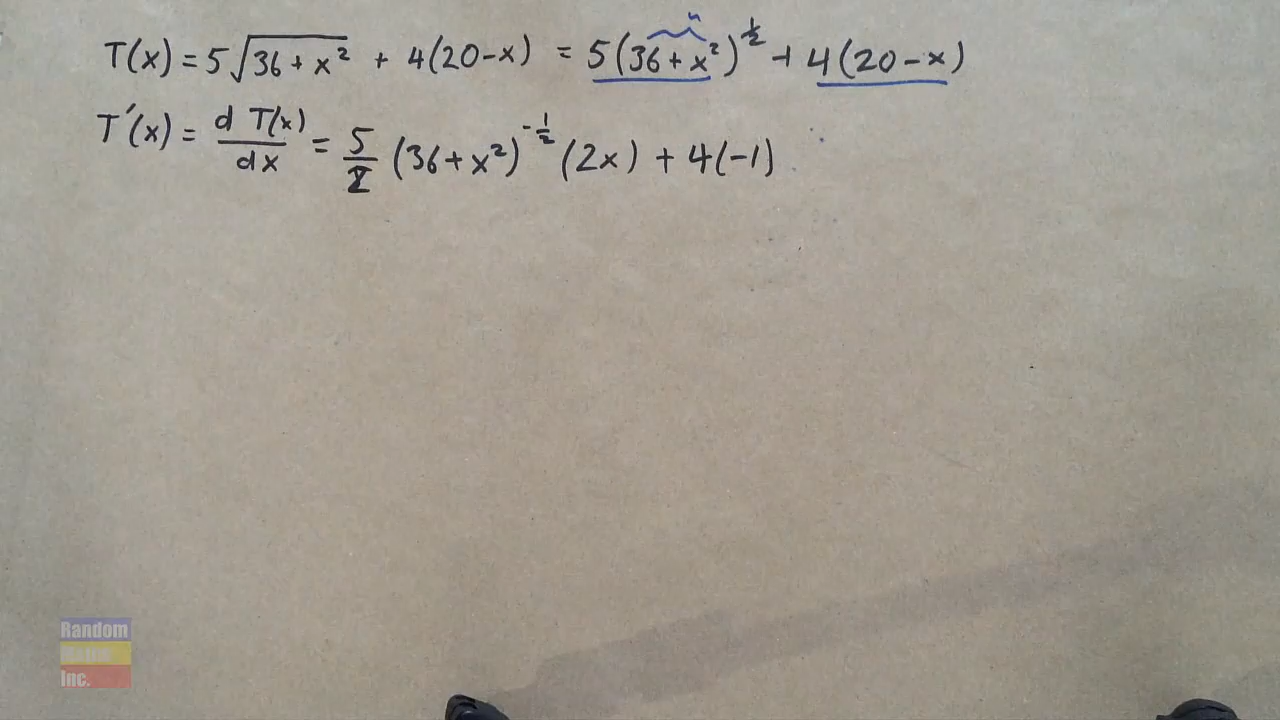 T(x) = 5√36 + x² + 4(20-x) = 5(36+x²)^½ + 4(20-x)
u
T′(x) = d T(x)/dx = 5/2 (36+x²)^-½ (2x) + 4(-1)
Random
Maths
Inc.